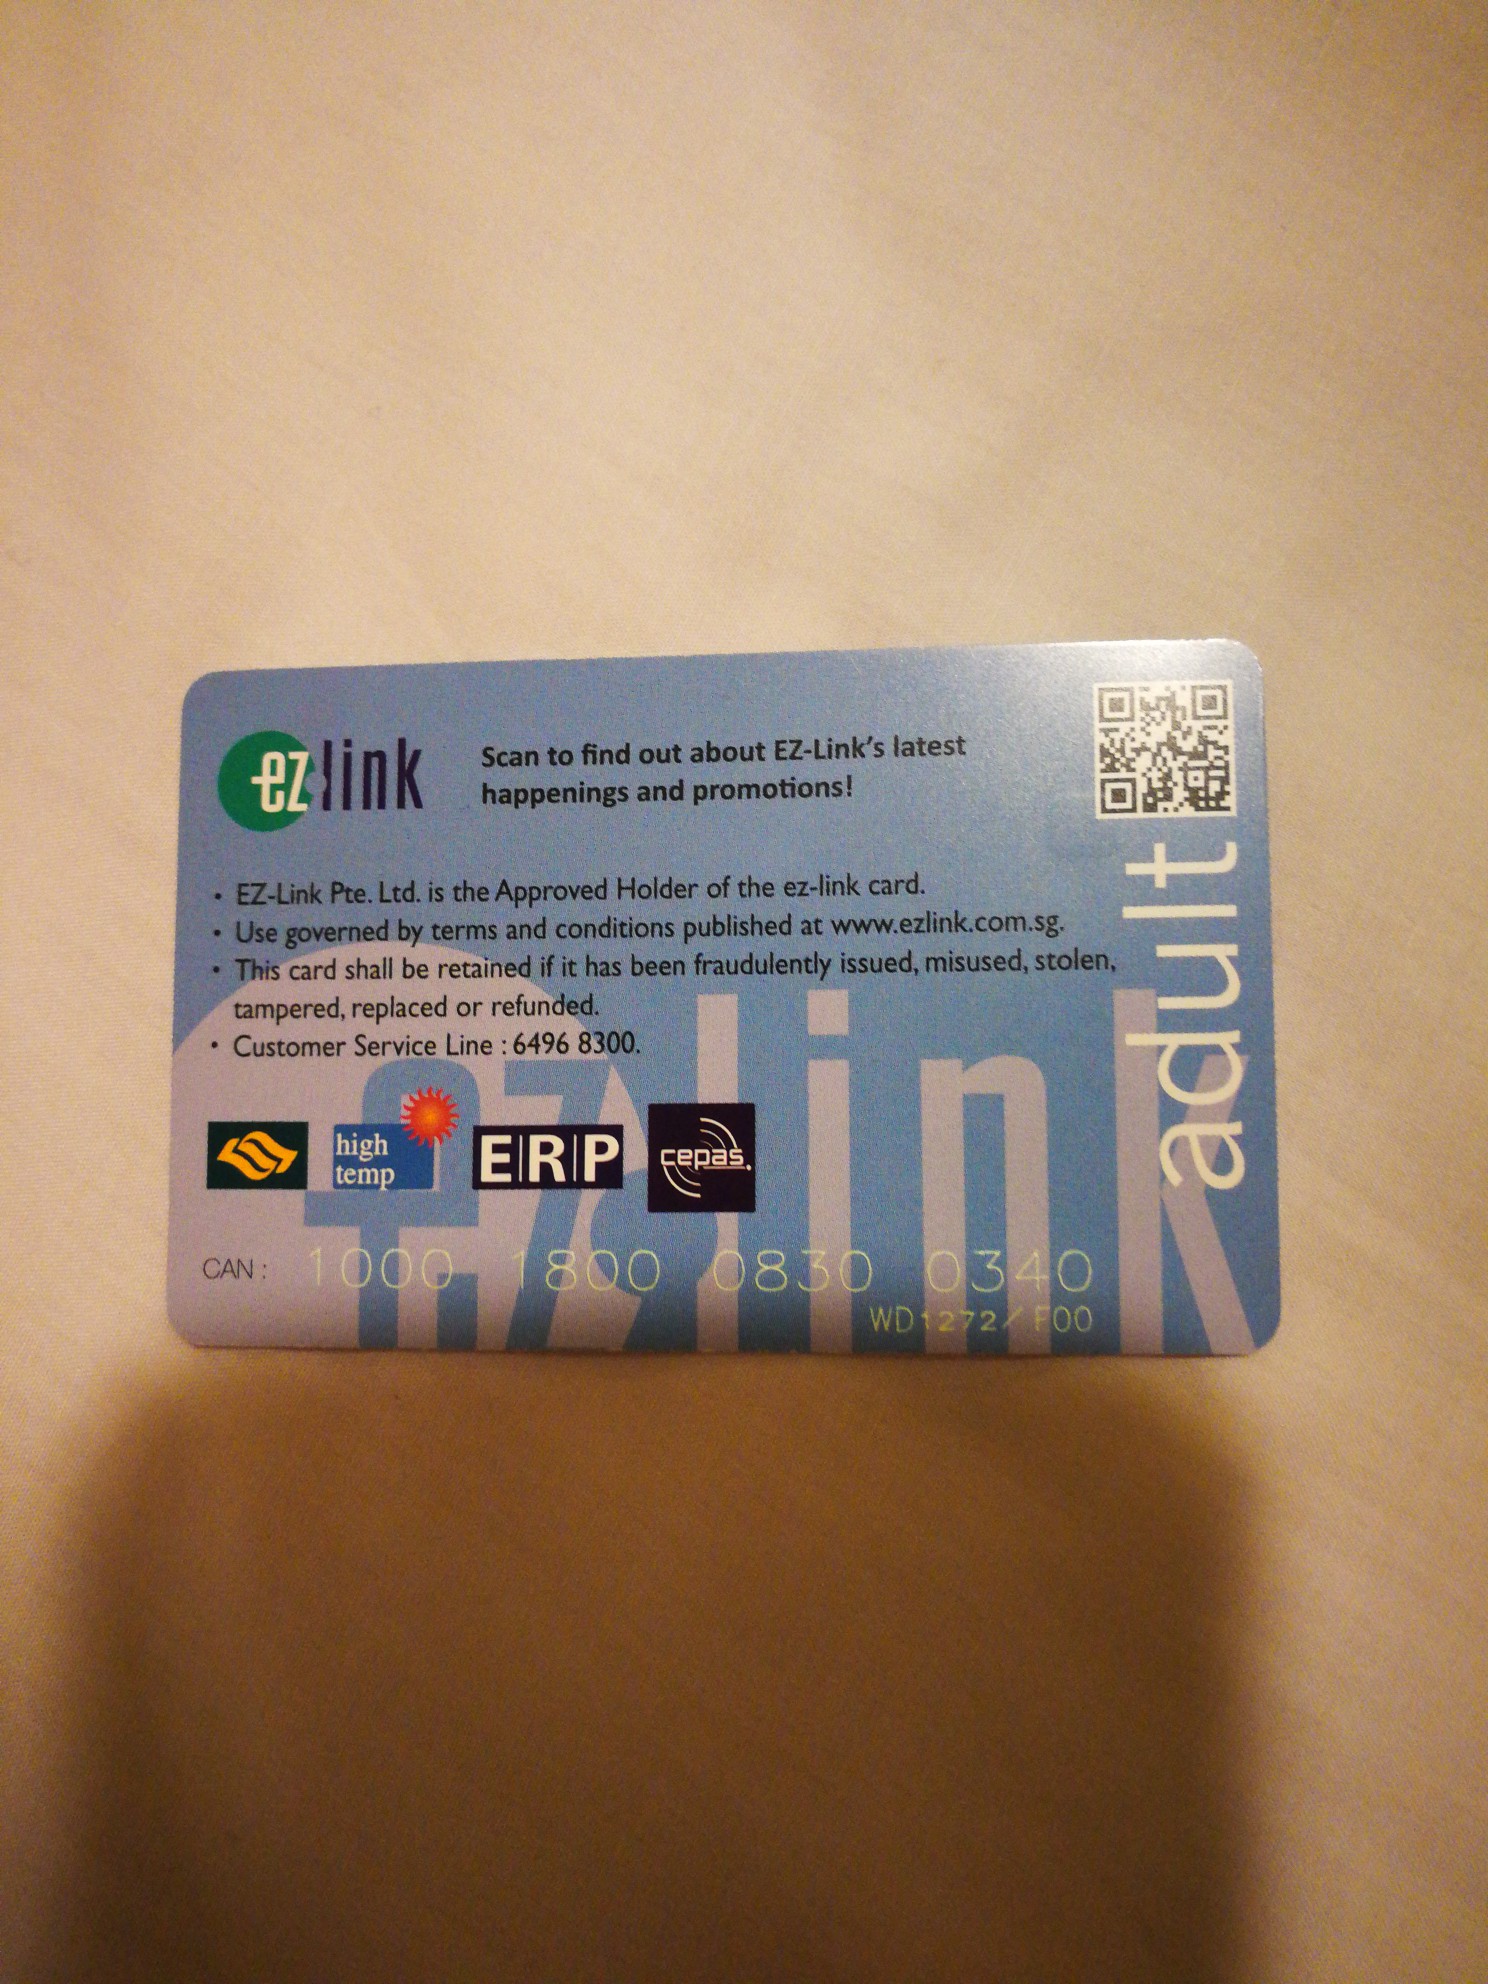 ez link
Scan to find out about EZ-Link's latest
happenings and promotions!
adult
• EZ-Link Pte. Ltd. is the Approved Holder of the ez-link card.
• Use governed by terms and conditions published at www.ezlink.com.sg.
• This card shall be retained if it has been fraudulently issued, misused, stolen,
tampered, replaced or refunded.
• Customer Service Line : 6496 8300.
high
temp
E|R|P
cepas
ez link
CAN : 1000 1800 0830 0340
WD1272/ F00